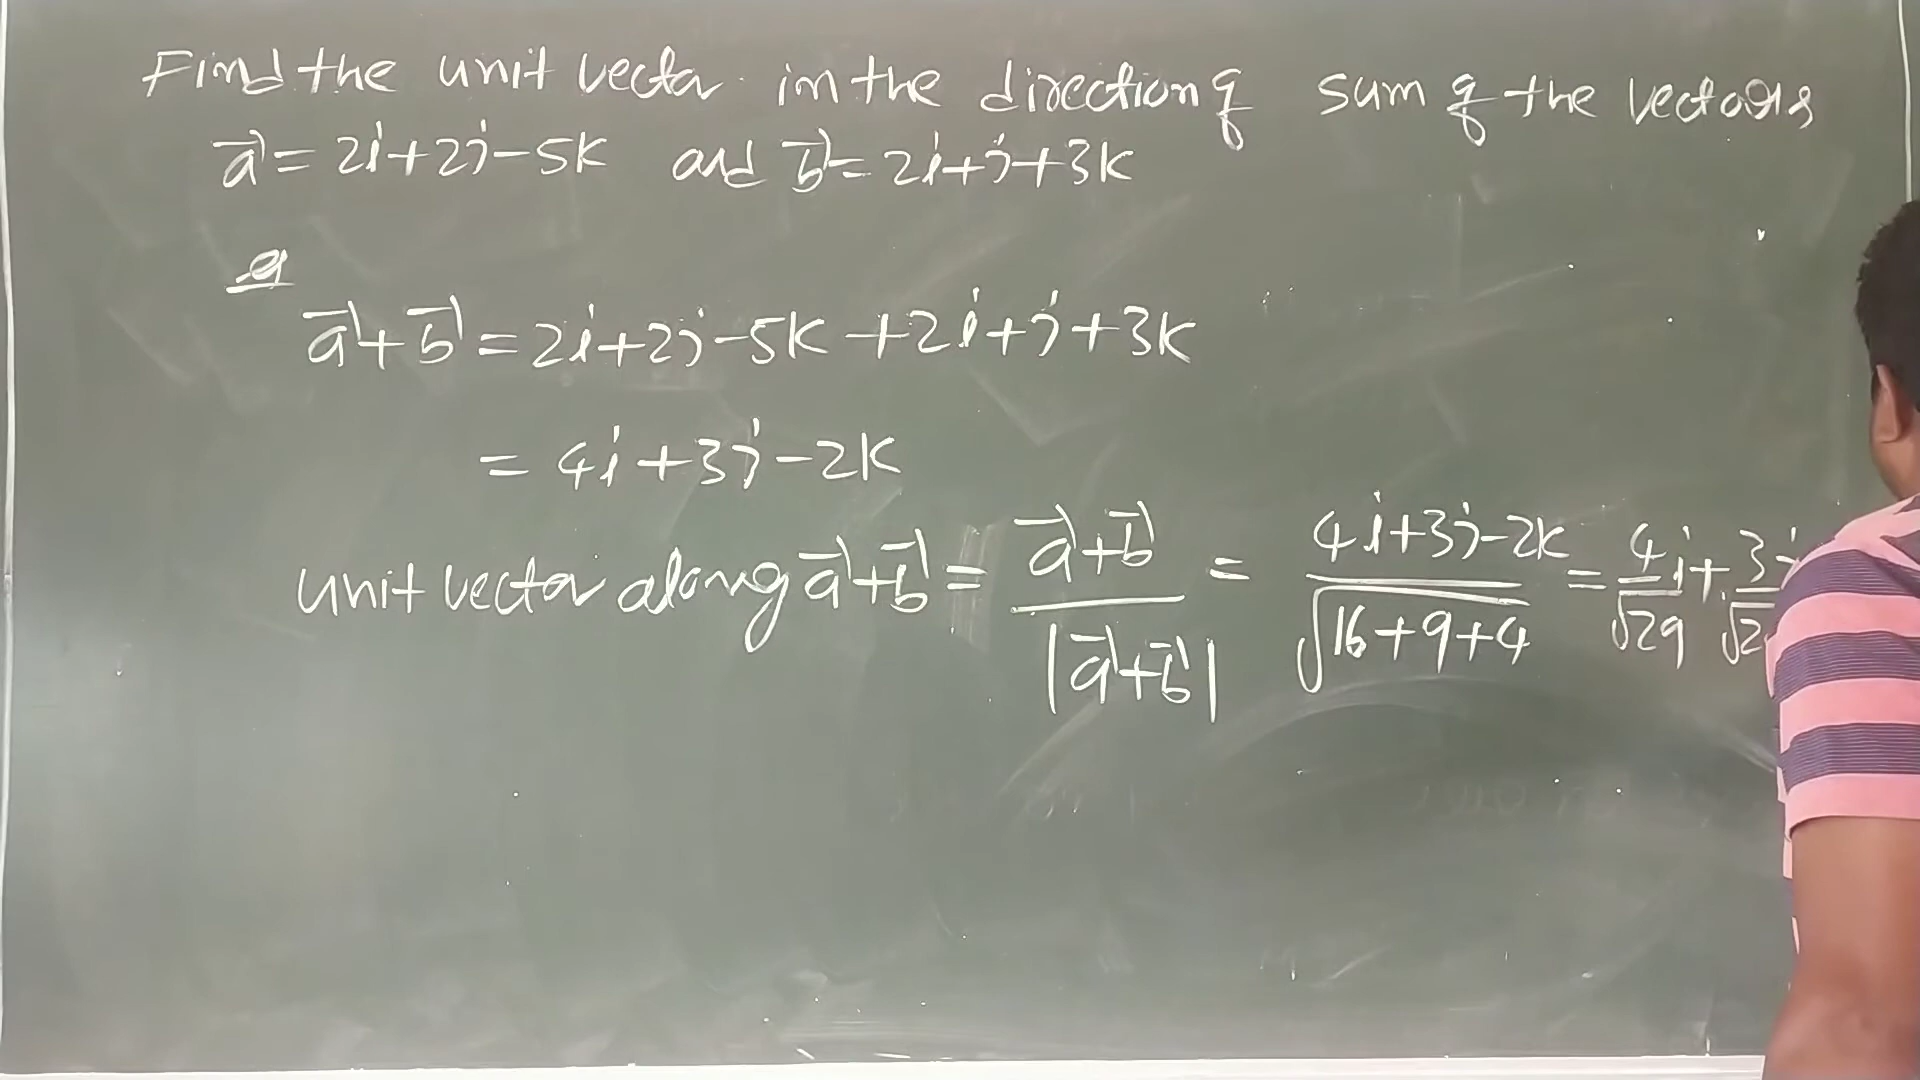 Find the unit vector in the direction of sum of the vectors
a⃗ = 2i+2j-5k and b⃗ = 2i+j+3k
a⃗+b⃗ = 2i+2j-5k+2i+j+3k
= 4i+3j-2k
unit vector along a⃗+b⃗ = (a⃗+b⃗)/|a⃗+b⃗| = (4i+3j-2k)/√(16+9+4) = 4/√29 i + 3